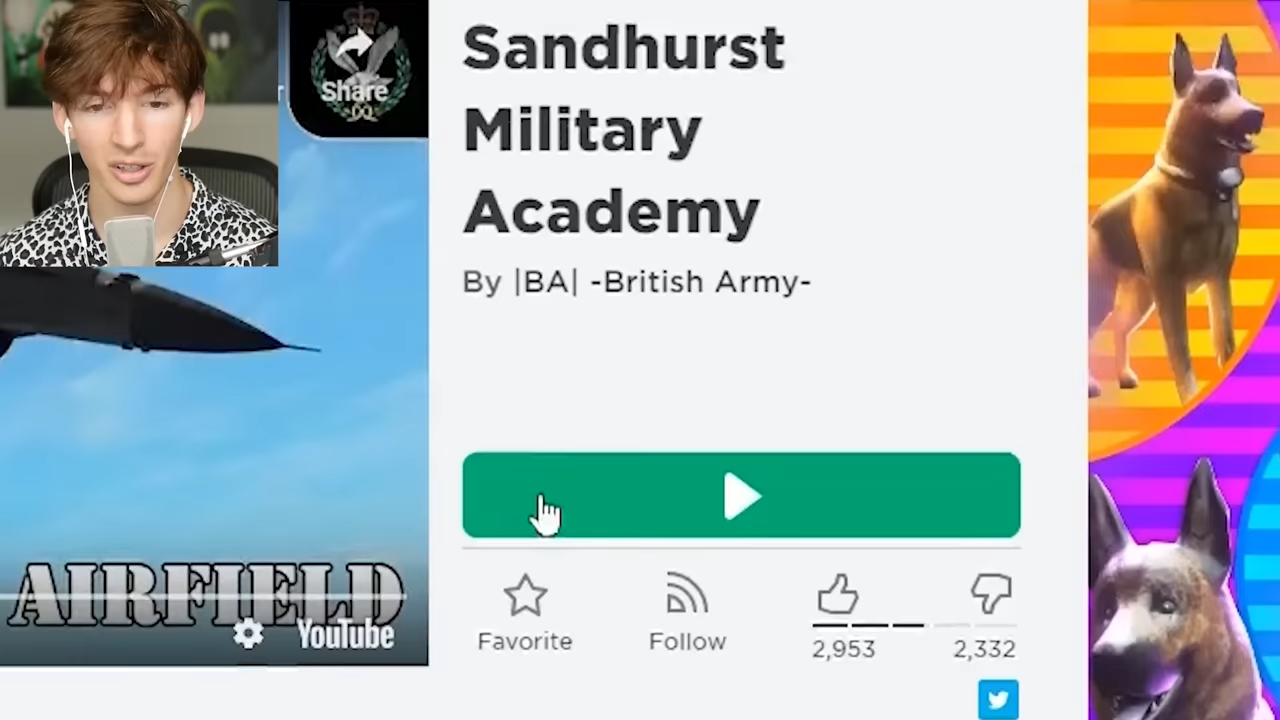 Share
Sandhurst
Military
Academy
By |BA| -British Army-
AIRFIELD
YouTube
Favorite
Follow
2,953
2,332